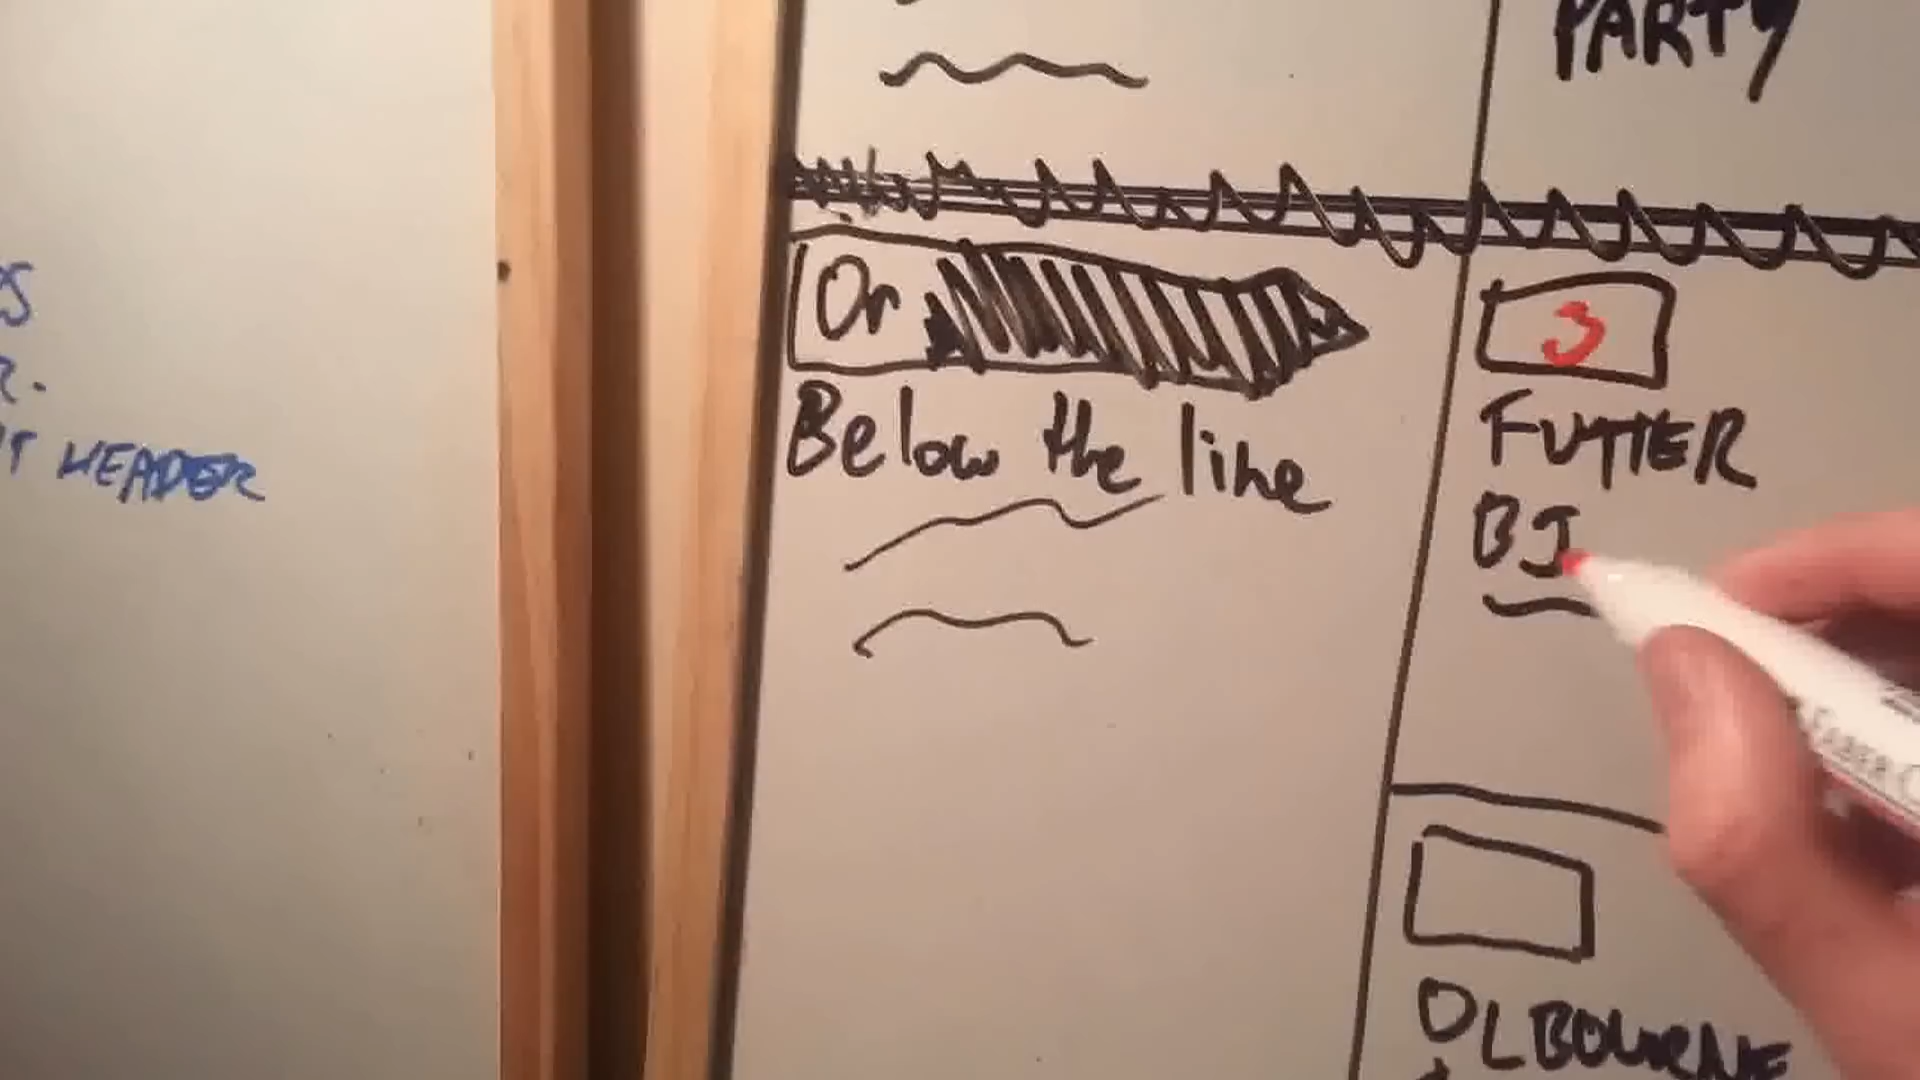 HEADER
PARTY
Or
Below the line
3
FUTTER
BJ
OLBOURNE